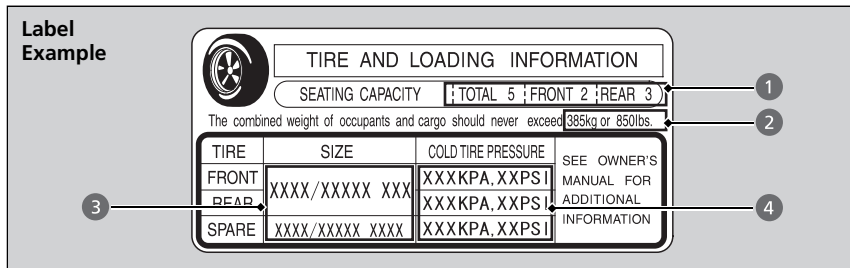 Label
Example
TIRE AND LOADING INFORMATION
SEATING CAPACITY TOTAL 5 FRONT 2 REAR 3
1
The combined weight of occupants and cargo should never exceed 385kg or 850lbs.
2
TIRE SIZE COLD TIRE PRESSURE
SEE OWNER'S
MANUAL FOR
ADDITIONAL
INFORMATION
FRONT XXXX/XXXXX XXX XXXKPA,XXPSI
REAR XXXKPA,XXPSI
SPARE XXXX/XXXXX XXXX XXXKPA,XXPSI
3
4